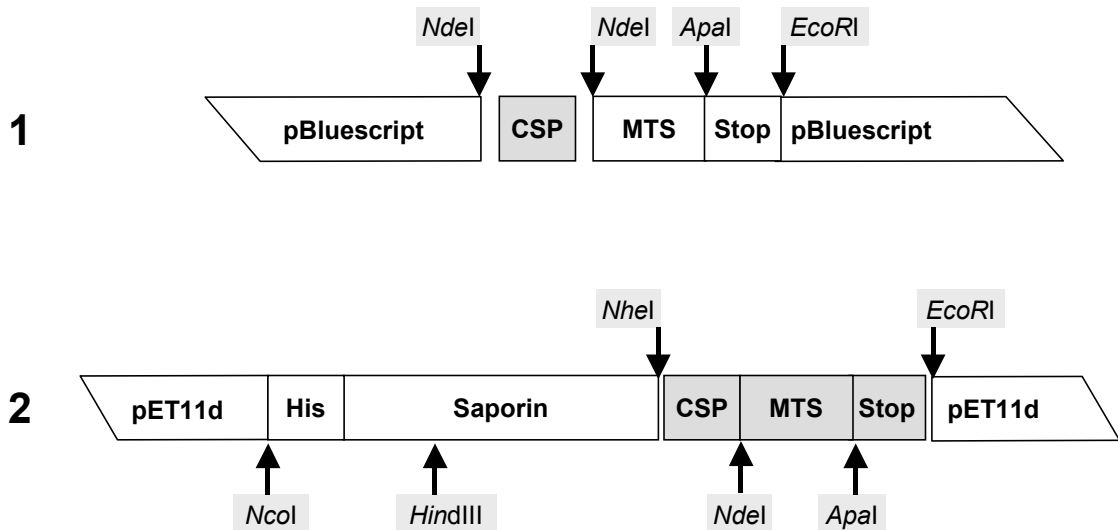 NdeI NdeI ApaI EcoRI
1 pBluescript CSP MTS Stop pBluescript
NheI EcoRI
2 pET11d His Saporin CSP MTS Stop pET11d
NcoI HindIII NdeI ApaI